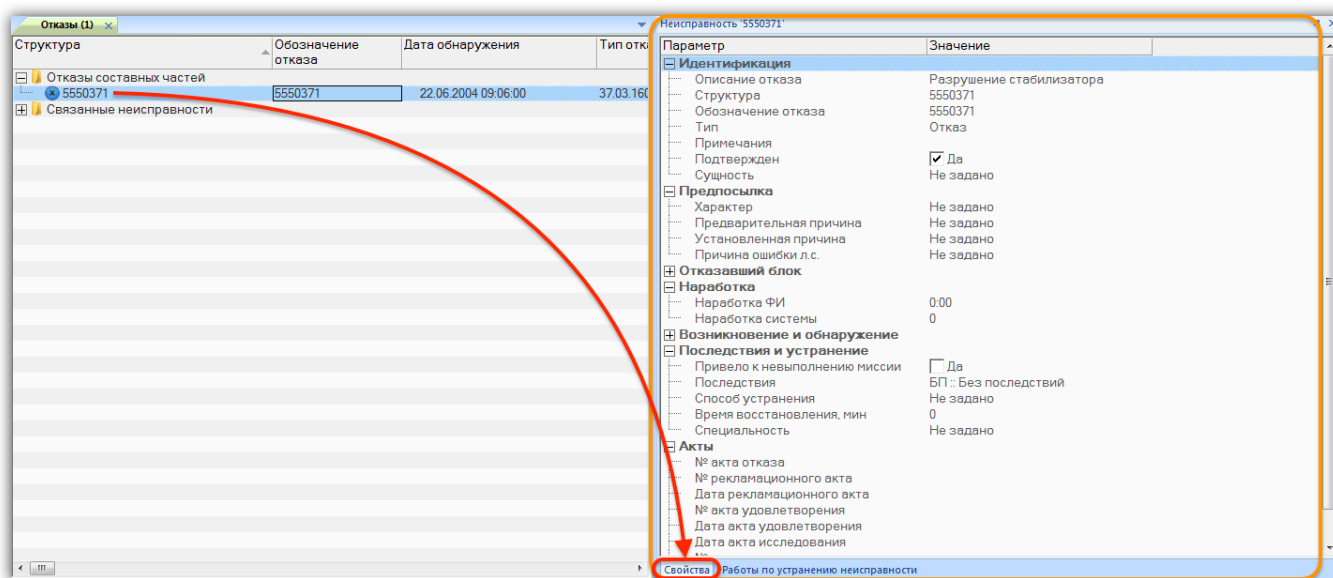 Отказы (1)
Структура
Обозначение отказа
Дата обнаружения
Тип отк
Отказы составных частей
5550371
5550371
22.06.2004 09:06:00
37.03.160
Связанные неисправности
Неисправность '5550371'
Параметр
Значение
Идентификация
Описание отказа
Разрушение стабилизатора
Структура
5550371
Обозначение отказа
5550371
Тип
Отказ
Примечания
Подтвержден
Да
Сущность
Не задано
Предпосылка
Характер
Не задано
Предварительная причина
Не задано
Установленная причина
Не задано
Причина ошибки л.с.
Не задано
Отказавший блок
Наработка
Наработка ФИ
0:00
Наработка системы
0
Возникновение и обнаружение
Последствия и устранение
Привело к невыполнению миссии
Да
Последствия
БП :: Без последствий
Способ устранения
Не задано
Время восстановления, мин
0
Специальность
Не задано
Акты
№ акта отказа
№ рекламационного акта
Дата рекламационного акта
№ акта удовлетворения
Дата акта удовлетворения
Дата акта исследования
Свойства
Работы по устранению неисправности